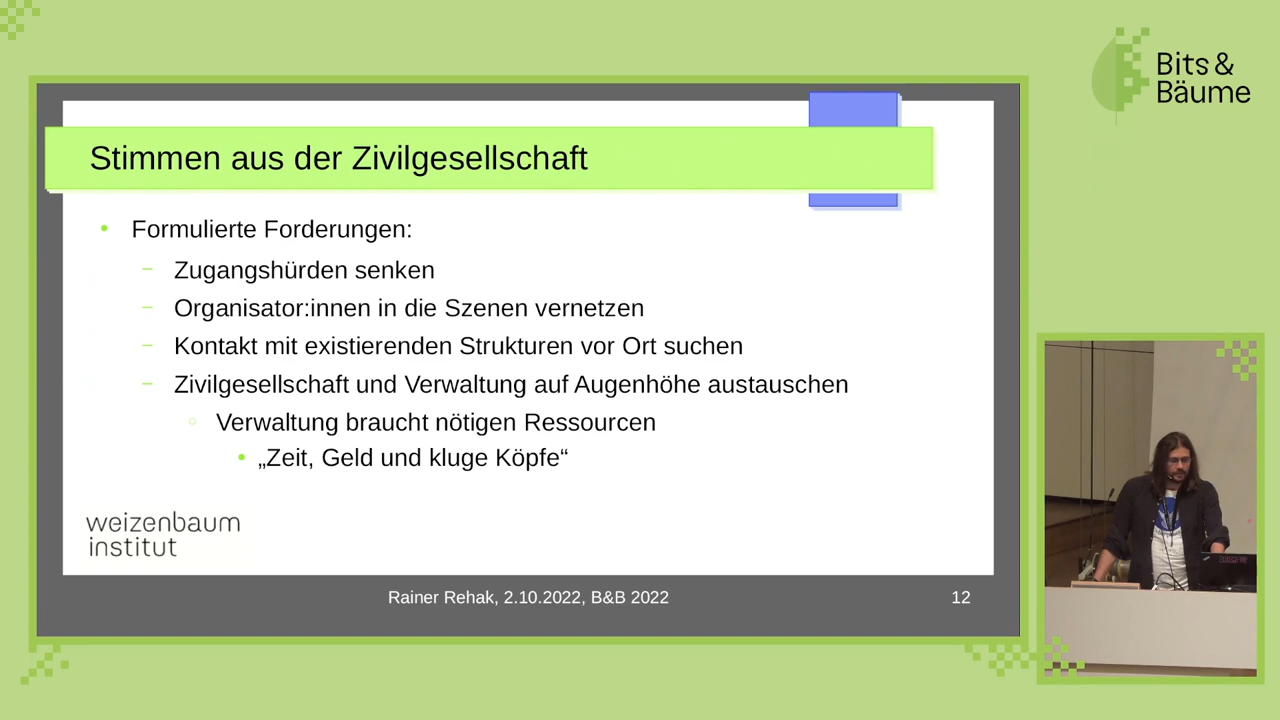 Bits &
Bäume
Stimmen aus der Zivilgesellschaft
• Formulierte Forderungen:
– Zugangshürden senken
– Organisator:innen in die Szenen vernetzen
– Kontakt mit existierenden Strukturen vor Ort suchen
– Zivilgesellschaft und Verwaltung auf Augenhöhe austauschen
○ Verwaltung braucht nötigen Ressourcen
• „Zeit, Geld und kluge Köpfe“
weizenbaum
institut
Rainer Rehak, 2.10.2022, B&B 2022
12